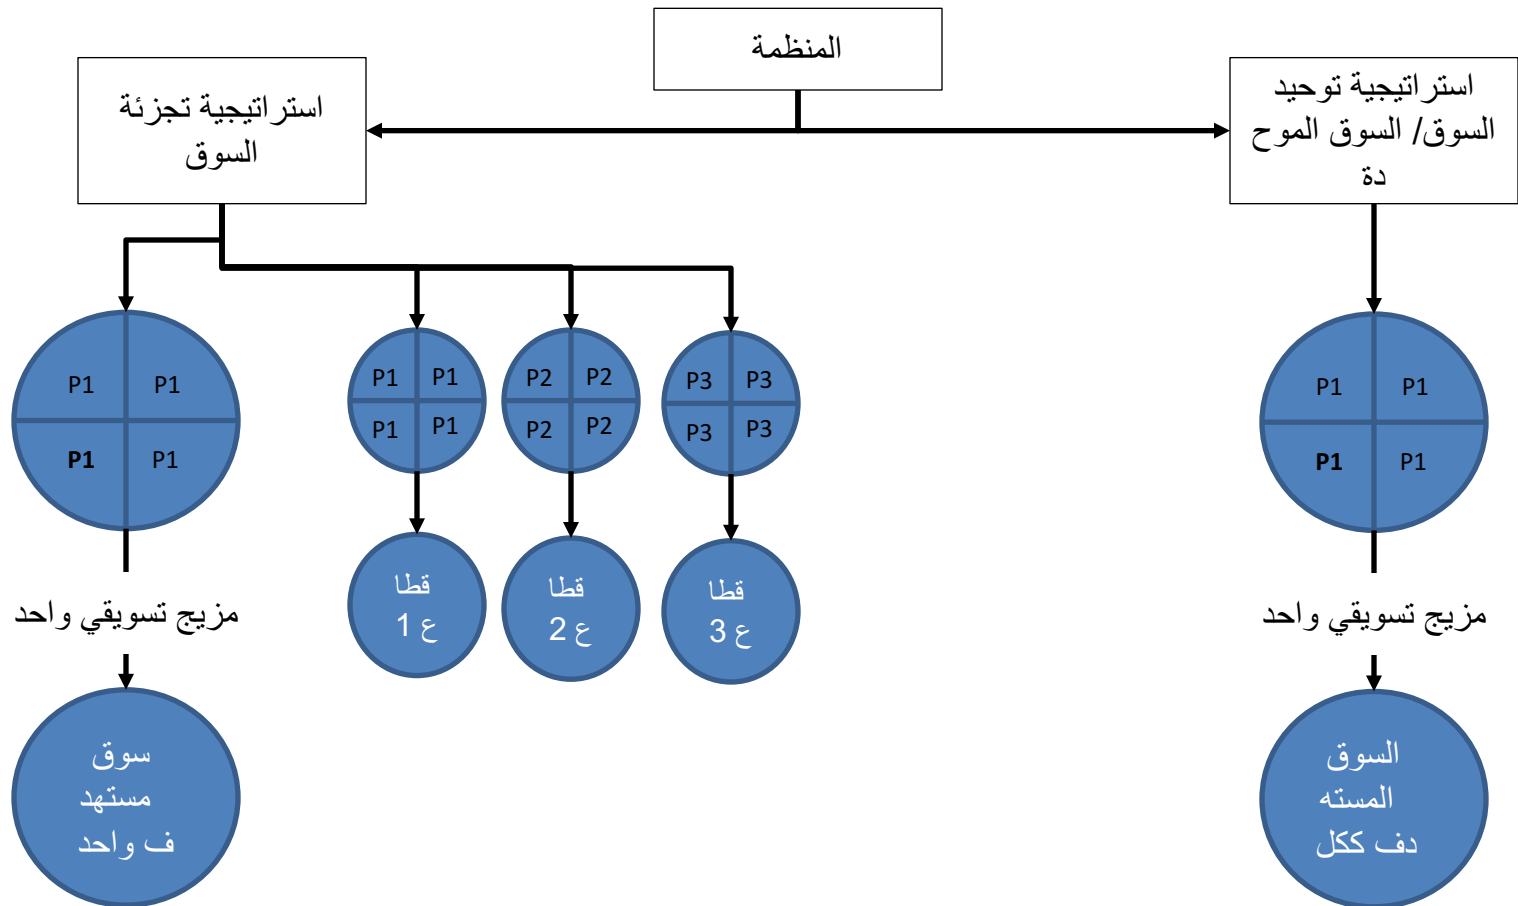 المنظمة
استراتيجية توحيد
السوق/ السوق الموح
دة
استراتيجية تجزئة
السوق
P1 P1
P1 P1
مزيج تسويقي واحد
السوق
المسته
دف ككل
P3 P3
P3 P3
قطا
ع 3
P2 P2
P2 P2
قطا
ع 2
P1 P1
P1 P1
قطا
ع 1
P1 P1
P1 P1
مزيج تسويقي واحد
سوق
مستهد
ف واحد